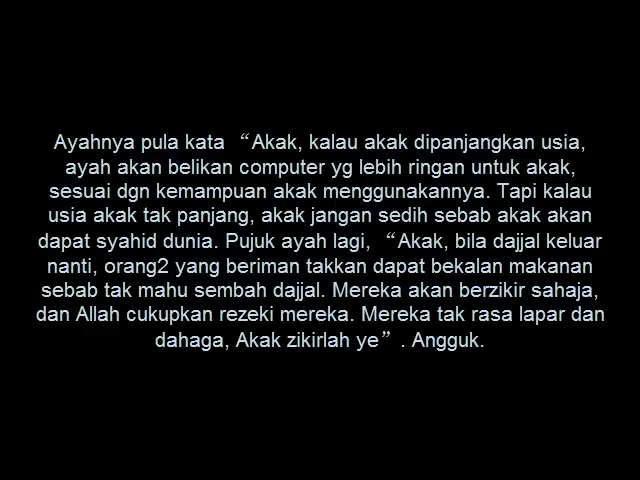 Ayahnya pula kata “Akak, kalau akak dipanjangkan usia,
ayah akan belikan computer yg lebih ringan untuk akak,
sesuai dgn kemampuan akak menggunakannya. Tapi kalau
usia akak tak panjang, akak jangan sedih sebab akak akan
dapat syahid dunia. Pujuk ayah lagi, “Akak, bila dajjal keluar
nanti, orang2 yang beriman takkan dapat bekalan makanan
sebab tak mahu sembah dajjal. Mereka akan berzikir sahaja,
dan Allah cukupkan rezeki mereka. Mereka tak rasa lapar dan
dahaga, Akak zikirlah ye”. Angguk.